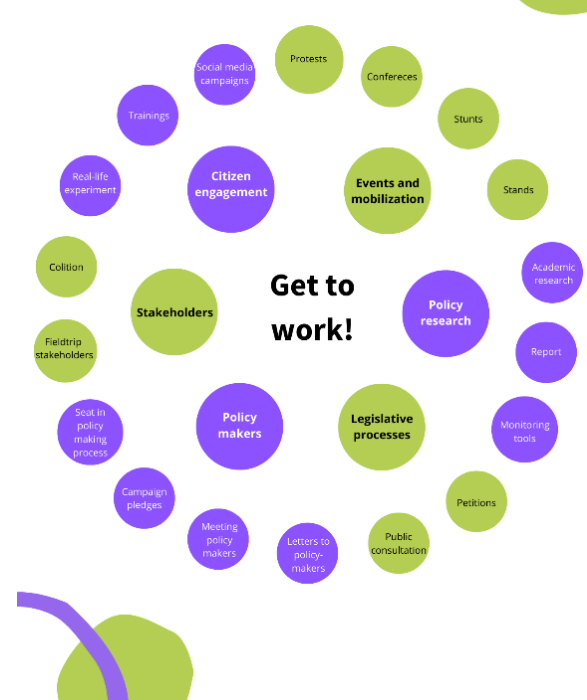 Protests
Social media
campaigns
Confereces
Trainings
Stunts
Real-life
experiment
Citizen
engagement
Events and
mobilization
Stands
Colition
Academic
research
Get to
work!
Stakeholders
Policy
research
Fieldtrip
stakeholders
Report
Seat in
policy
making
process
Policy
makers
Legislative
processes
Monitoring
tools
Campaign
pledges
Petitions
Meeting
policy
makers
Letters to
policy-
makers
Public
consultation